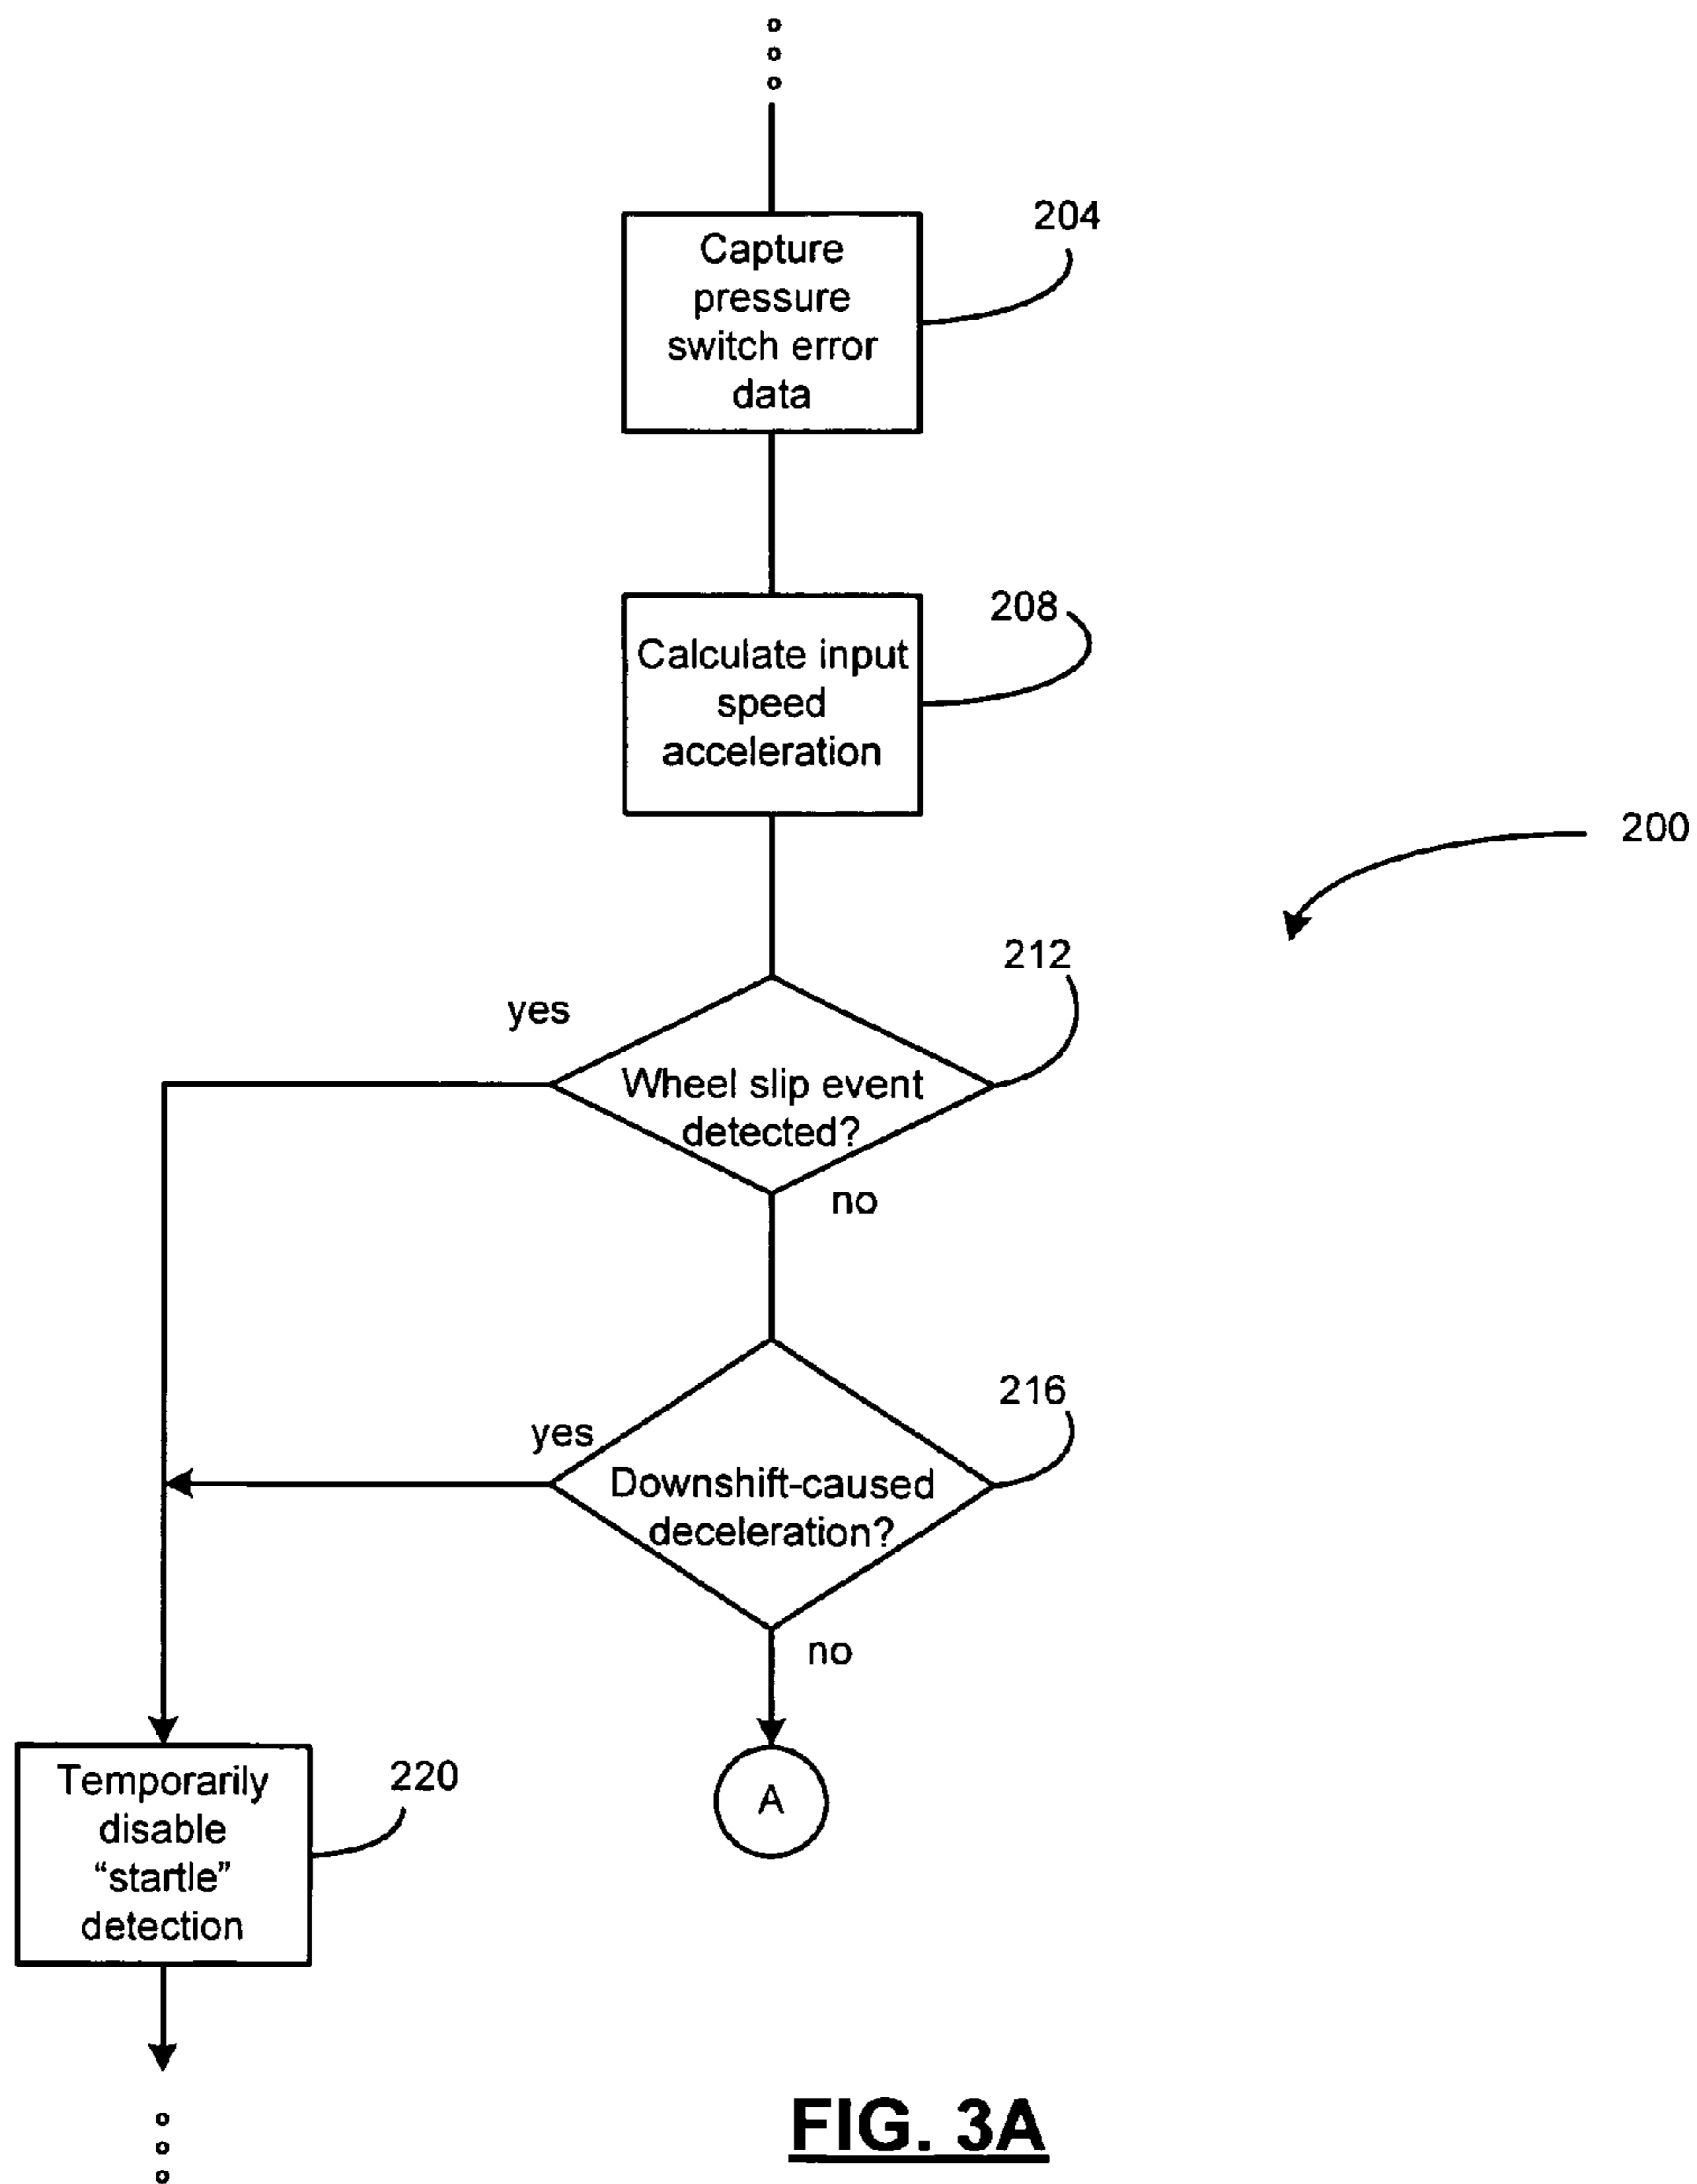 204
Capture
pressure
switch error
data
208
Calculate input
speed
acceleration
200
212
yes
Wheel slip event
detected?
no
216
yes
Downshift-caused
deceleration?
no
220
Temporarily
disable
“startle”
detection
A
FIG. 3A